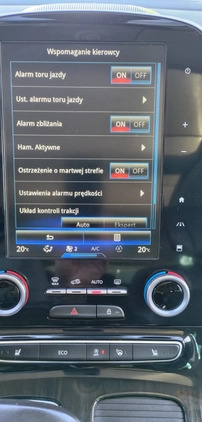 Wspomaganie kierowcy
Alarm toru jazdy ON OFF
Ust. alarmu toru jazdy
Alarm zbliżania ON OFF
Ham. Aktywne
Ostrzeżenie o martwej strefie ON OFF
Ustawienia alarmu prędkości
Układ kontroli trakcji
Auto Ekspert
20°c 2 A/C 20°c
AUTO
ECO